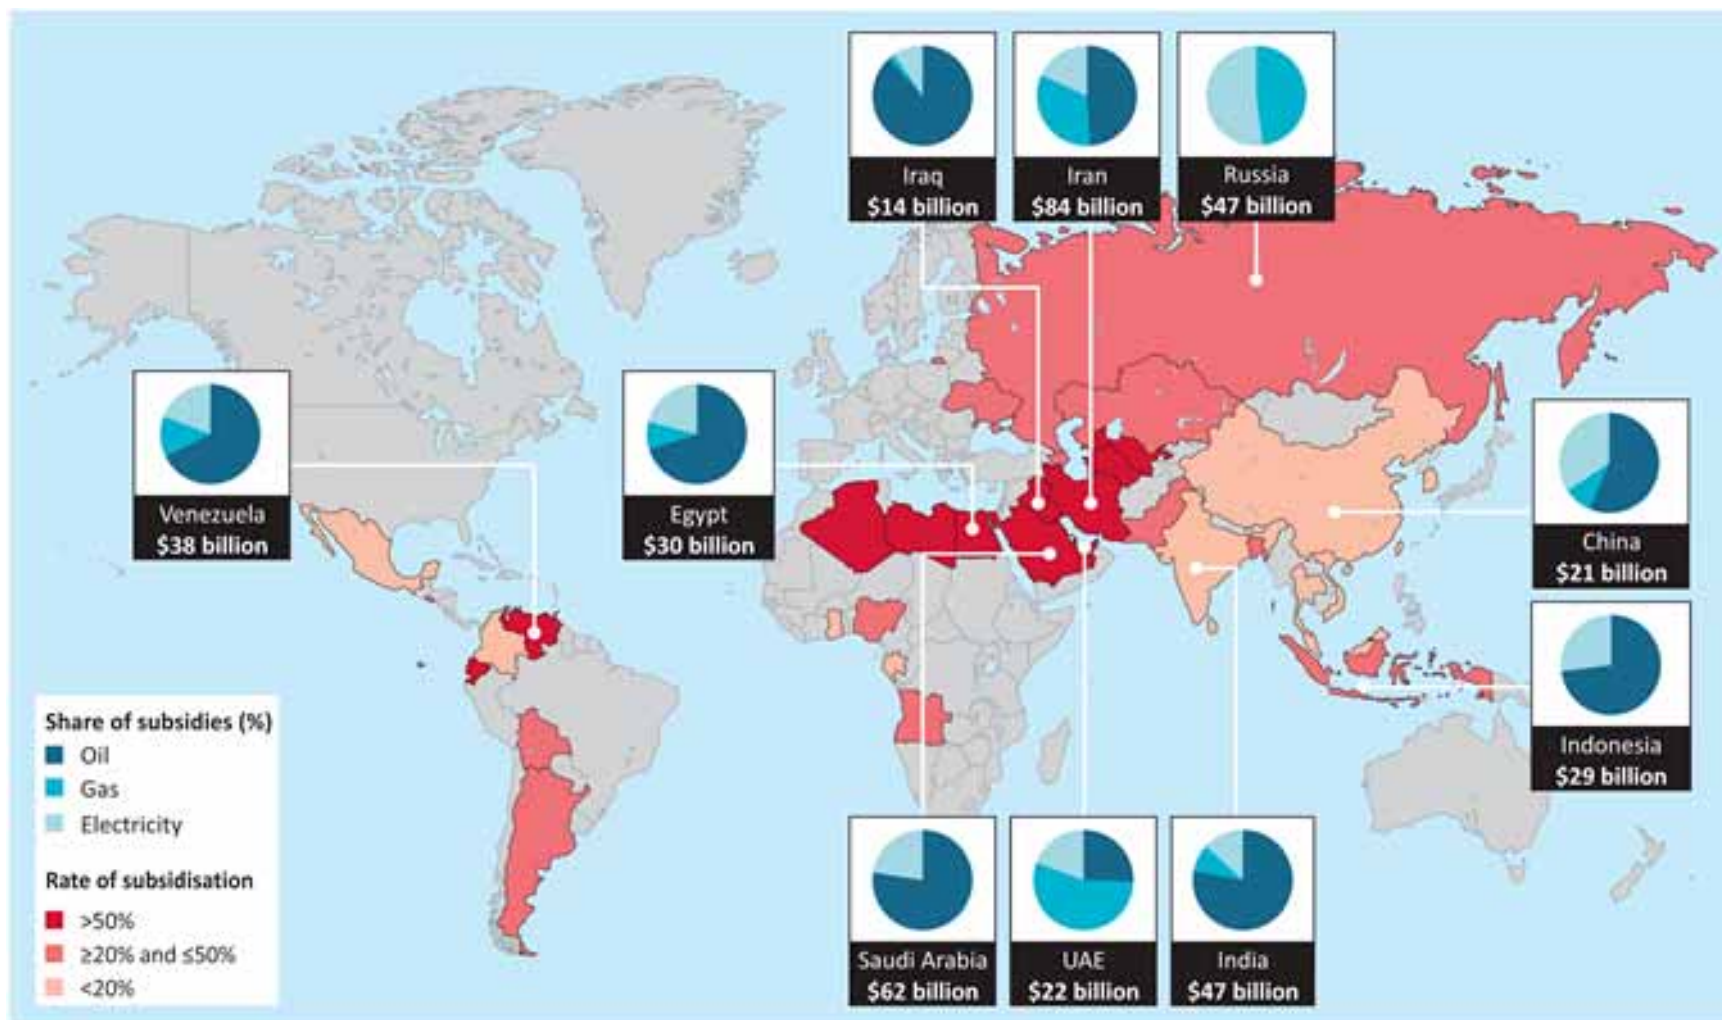 Iraq
$14 billion
Iran
$84 billion
Russia
$47 billion
Venezuela
$38 billion
Egypt
$30 billion
China
$21 billion
Indonesia
$29 billion
Share of subsidies (%)
Oil
Gas
Electricity
Rate of subsidisation
>50%
≥20% and ≤50%
<20%
Saudi Arabia
$62 billion
UAE
$22 billion
India
$47 billion